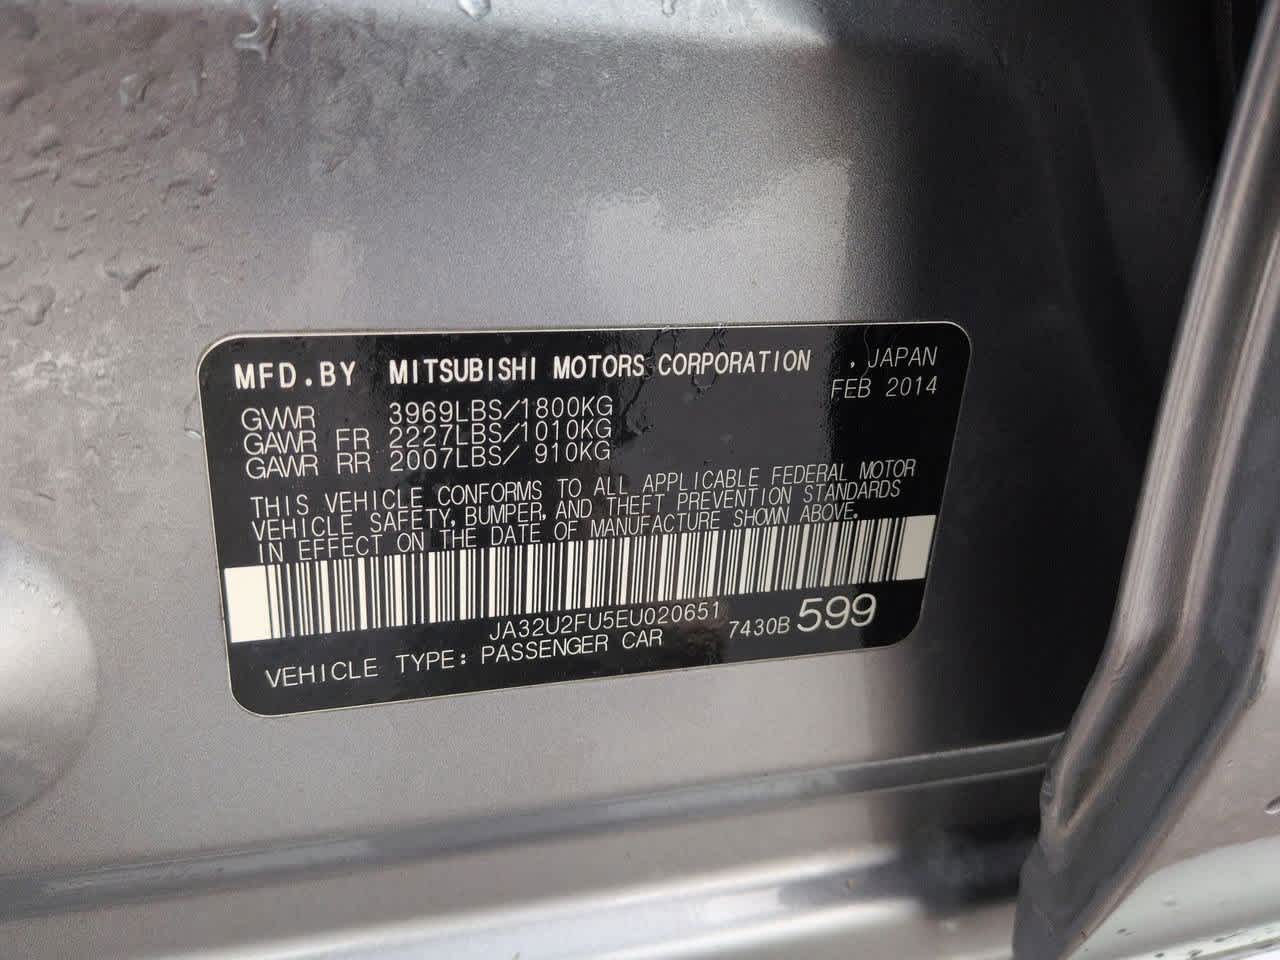 MFD.BY MITSUBISHI MOTORS CORPORATION , JAPAN
FEB 2014
GVWR 3969LBS/1800KG
GAWR FR 2227LBS/1010KG
GAWR RR 2007LBS/ 910KG
THIS VEHICLE CONFORMS TO ALL APPLICABLE FEDERAL MOTOR
VEHICLE SAFETY, BUMPER, AND THEFT PREVENTION STANDARDS
IN EFFECT ON THE DATE OF MANUFACTURE SHOWN ABOVE.
JA32U2FU5EU020651
7430B 599
VEHICLE TYPE: PASSENGER CAR